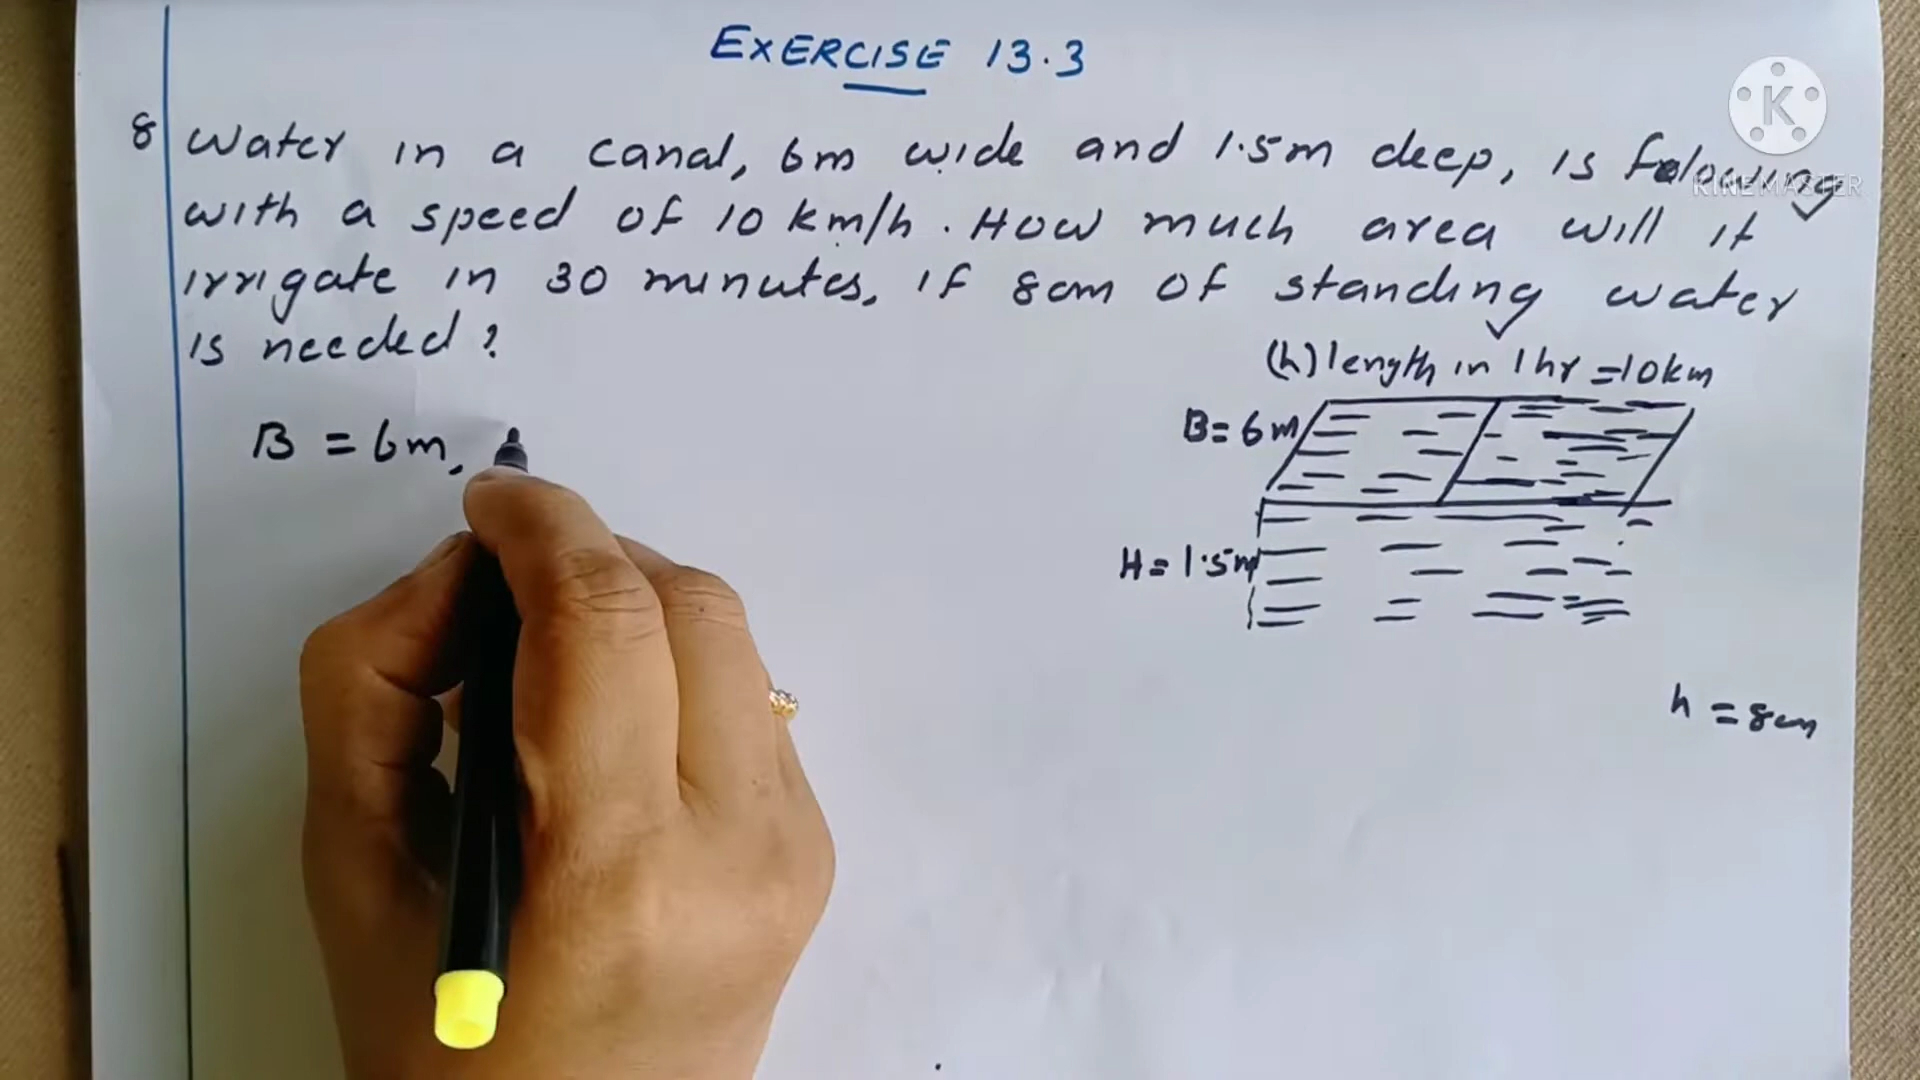 EXERCISE 13.3
8 Water in a canal, 6m wide and 1.5m deep, is
with a speed of 10 km/h. How much area will it
irrigate in 30 minutes, if 8cm of standing water
is needed?
(h) length in 1hr = 10km
B = 6m,
B = 6m
H = 1.5m
h = 8cm
K
KINEMASTER